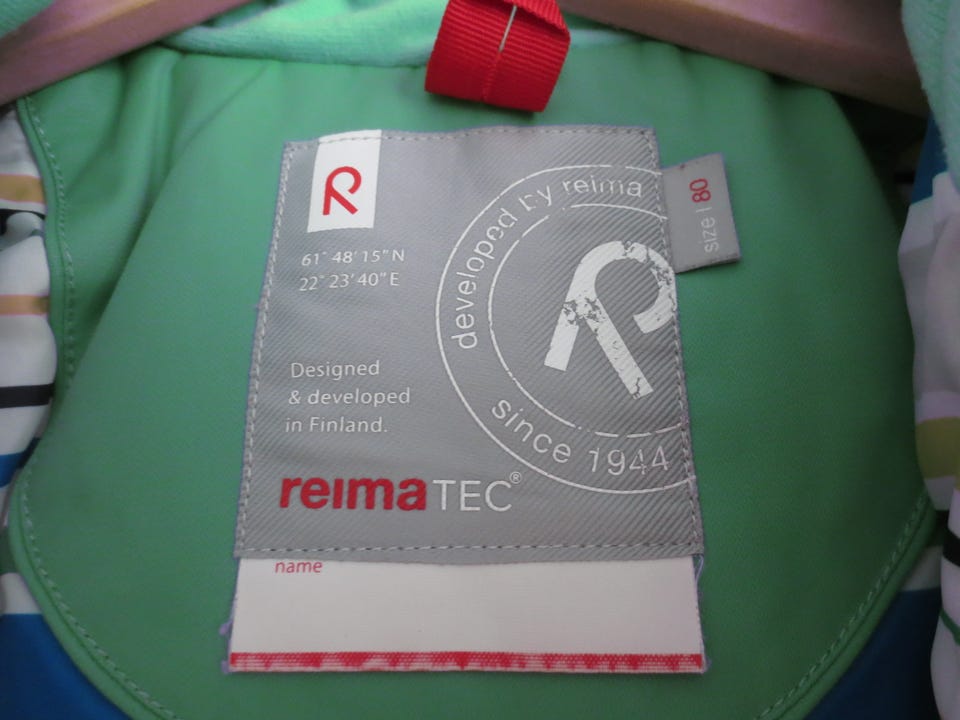 R
61° 48' 15" N
22° 23' 40" E
Designed
& developed
in Finland.
reimaTEC®
developed by reima
since 1944
size | 80
name